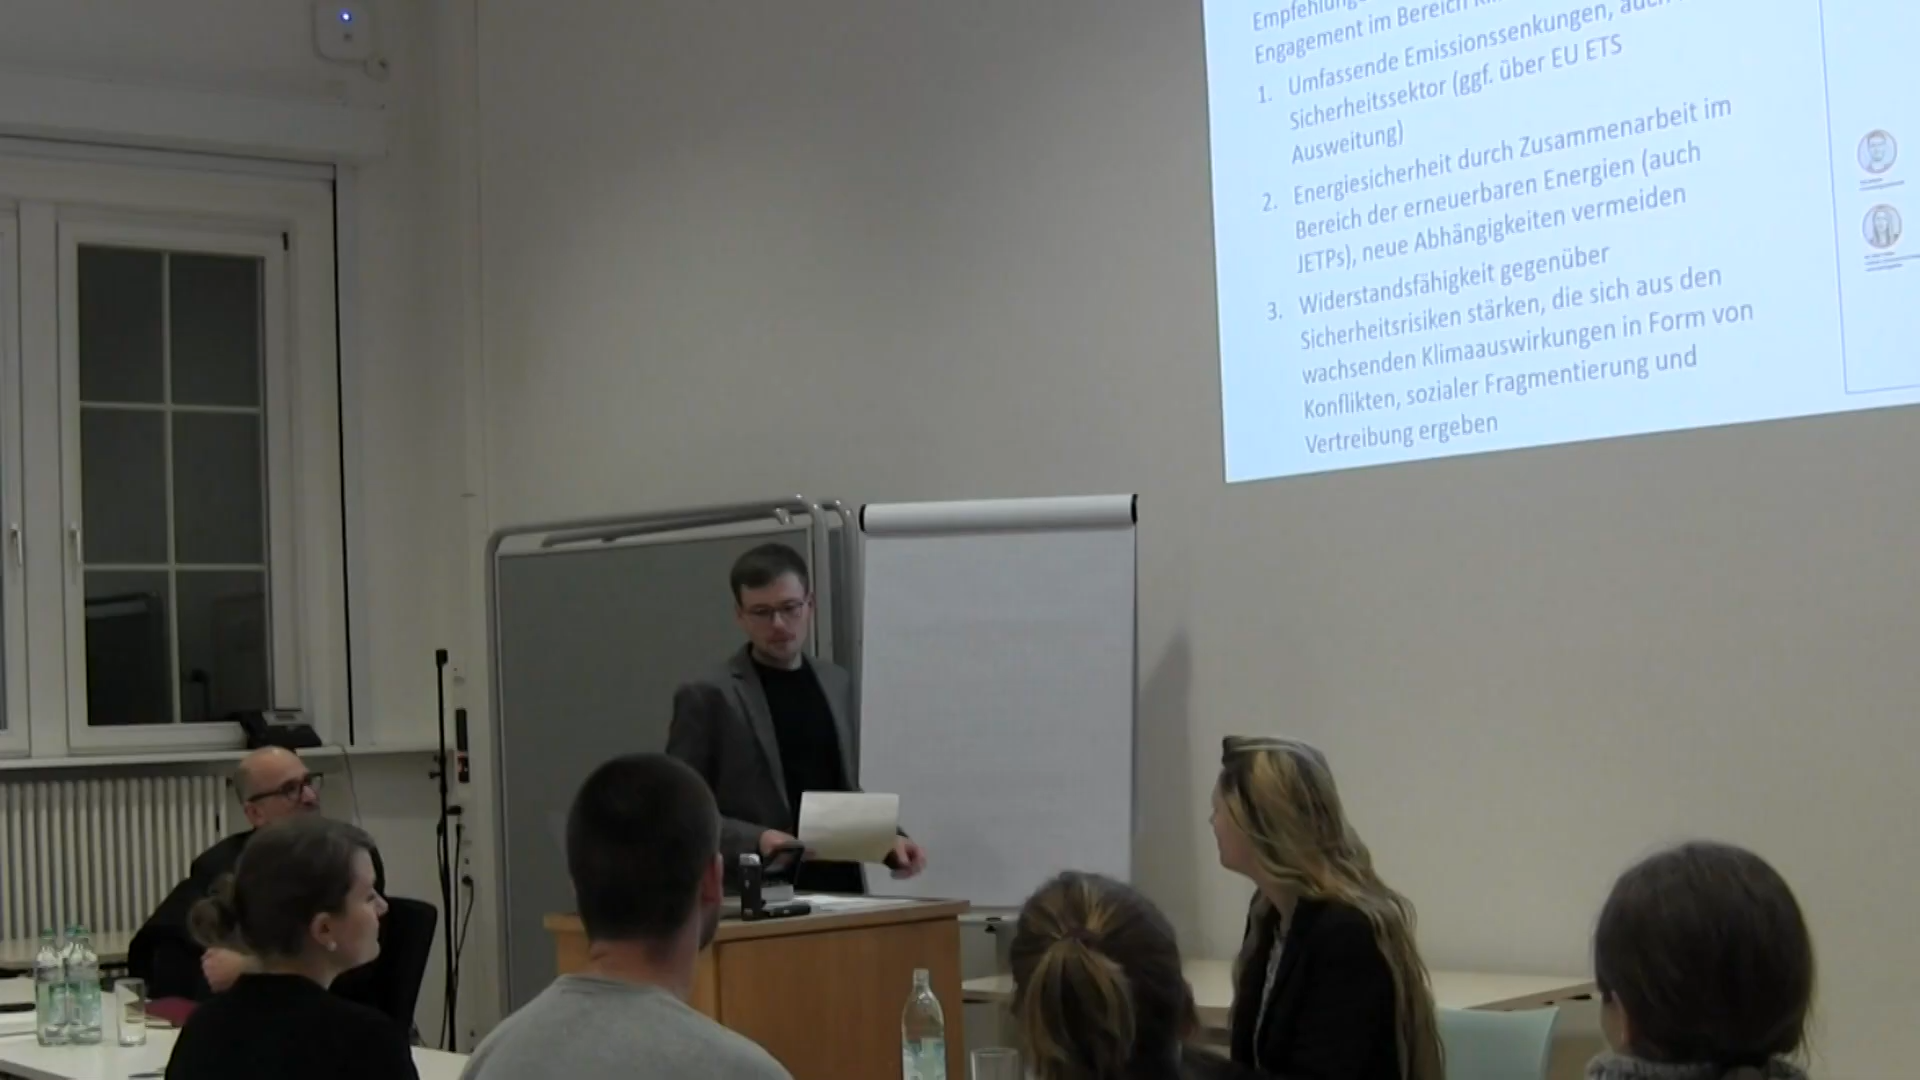 Engagement im Bereich
1. Umfassende Emissionssenkungen, auch
Sicherheitssektor (ggf. über EU ETS
Ausweitung)
2. Energiesicherheit durch Zusammenarbeit im
Bereich der erneuerbaren Energien (auch
JETPs), neue Abhängigkeiten vermeiden
3. Widerstandsfähigkeit gegenüber
Sicherheitsrisiken stärken, die sich aus den
wachsenden Klimaauswirkungen in Form von
Konflikten, sozialer Fragmentierung und
Vertreibung ergeben